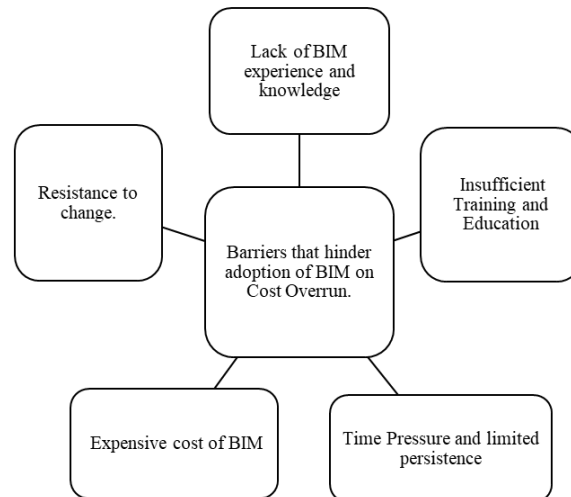 Lack of BIM
experience and
knowledge
Resistance to
change.
Insufficient
Training and
Education
Barriers that hinder
adoption of BIM on
Cost Overrun.
Expensive cost of BIM
Time Pressure and limited
persistence